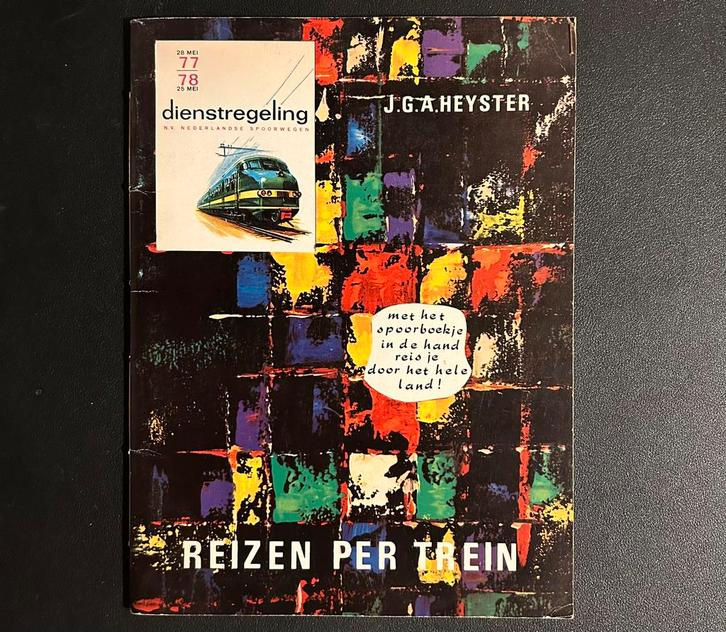 28 MEI
77
78
25 MEI
dienstregeling
N.V. NEDERLANDSE SPOORWEGEN
J.G.A.HEYSTER
met het
spoorboekje
in de hand
reis je
door het hele
land!
REIZEN PER TREIN